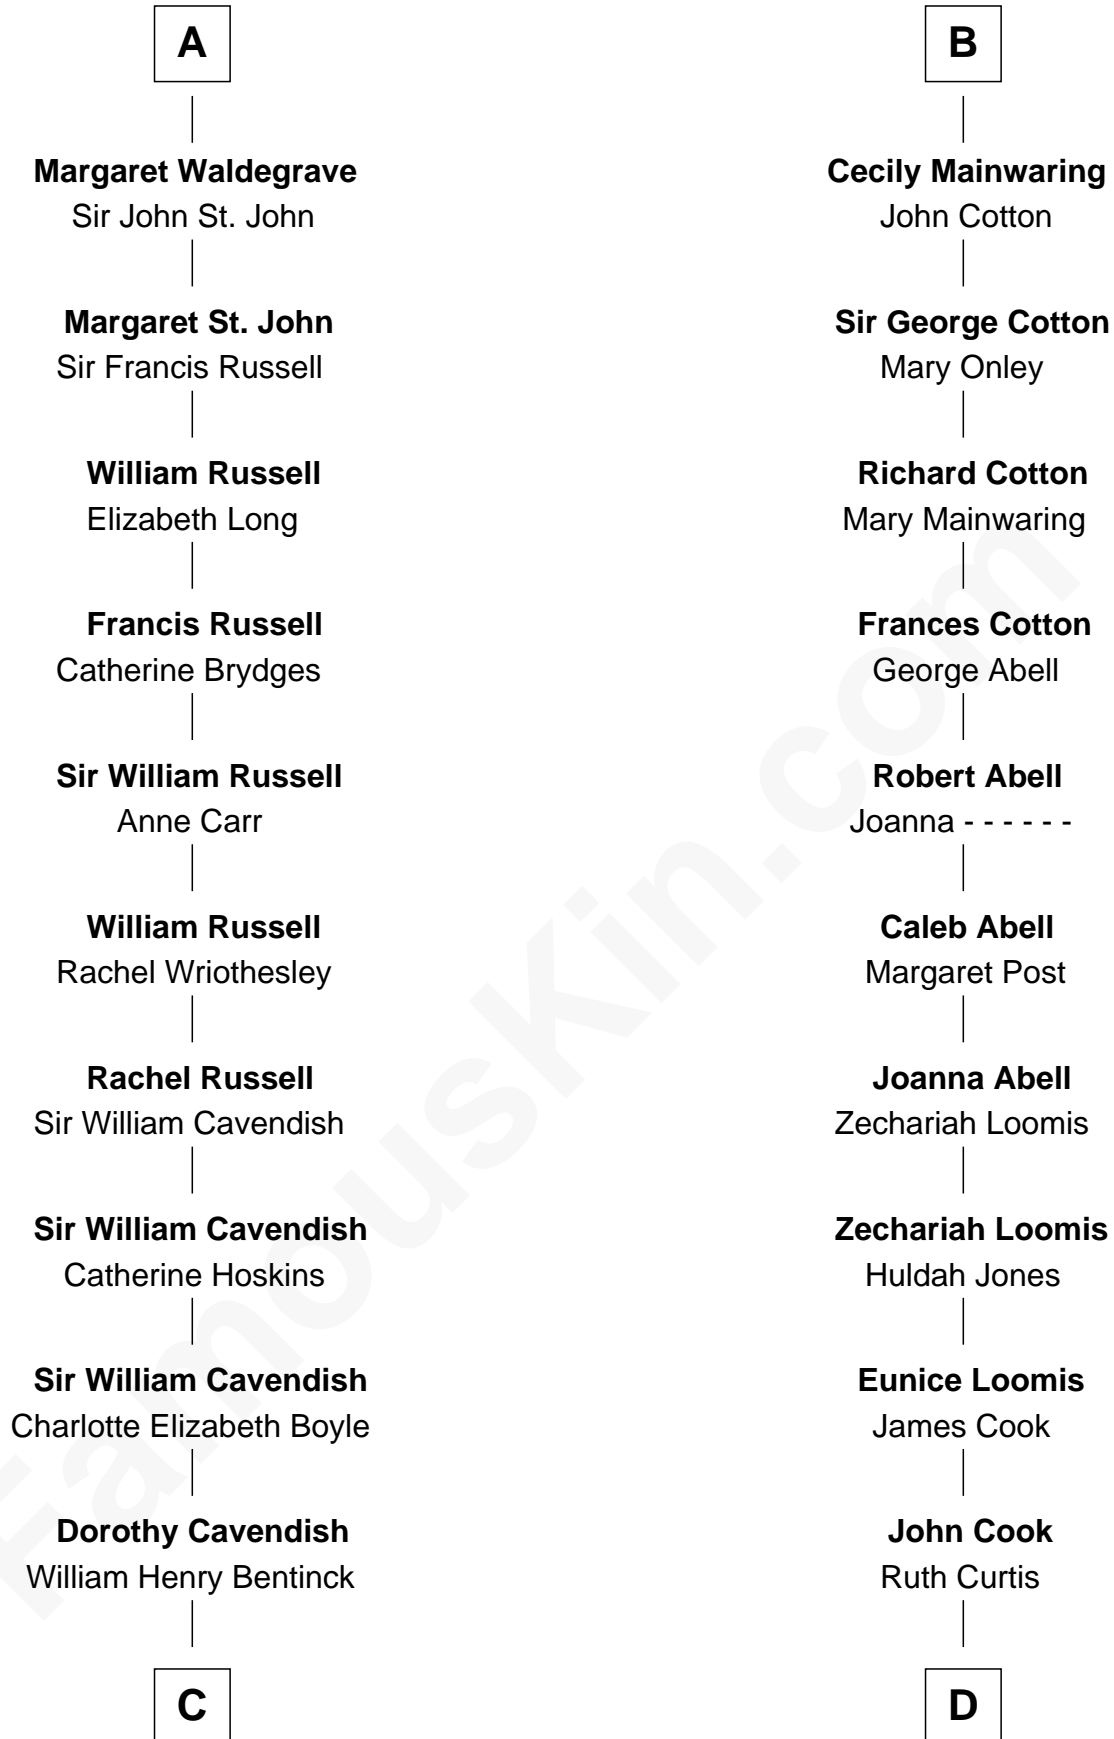 A
Margaret Waldegrave
Sir John St. John
Margaret St. John
Sir Francis Russell
William Russell
Elizabeth Long
Francis Russell
Catherine Brydges
Sir William Russell
Anne Carr
William Russell
Rachel Wriothesley
Rachel Russell
Sir William Cavendish
Sir William Cavendish
Catherine Hoskins
Sir William Cavendish
Charlotte Elizabeth Boyle
Dorothy Cavendish
William Henry Bentinck
C
B
Cecily Mainwaring
John Cotton
Sir George Cotton
Mary Onley
Richard Cotton
Mary Mainwaring
Frances Cotton
George Abell
Robert Abell
Joanna - - - - - -
Caleb Abell
Margaret Post
Joanna Abell
Zechariah Loomis
Zechariah Loomis
Huldah Jones
Eunice Loomis
James Cook
John Cook
Ruth Curtis
D
FamousKin.com